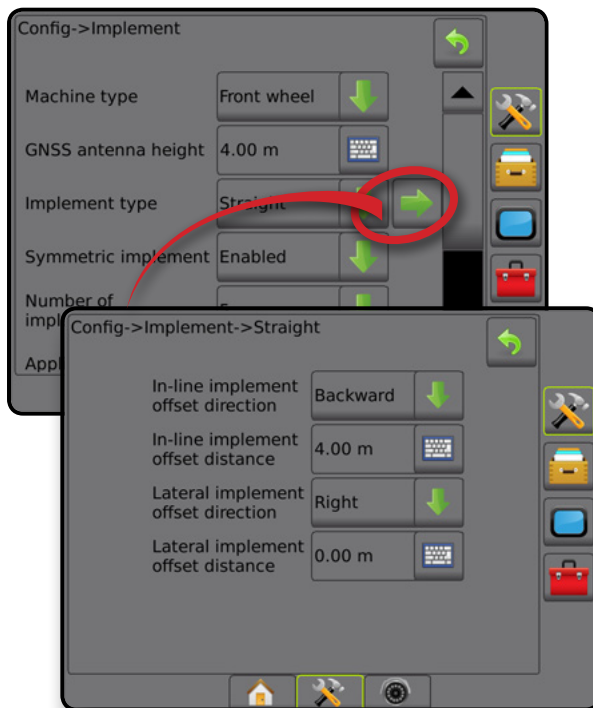 Config->Implement
Machine type
Front wheel
GNSS antenna height
4.00 m
Implement type
Straight
Symmetric implement
Enabled
Number of
Config->Implement->Straight
In-line implement
offset direction
Backward
In-line implement
offset distance
4.00 m
Lateral implement
offset direction
Right
Lateral implement
offset distance
0.00 m